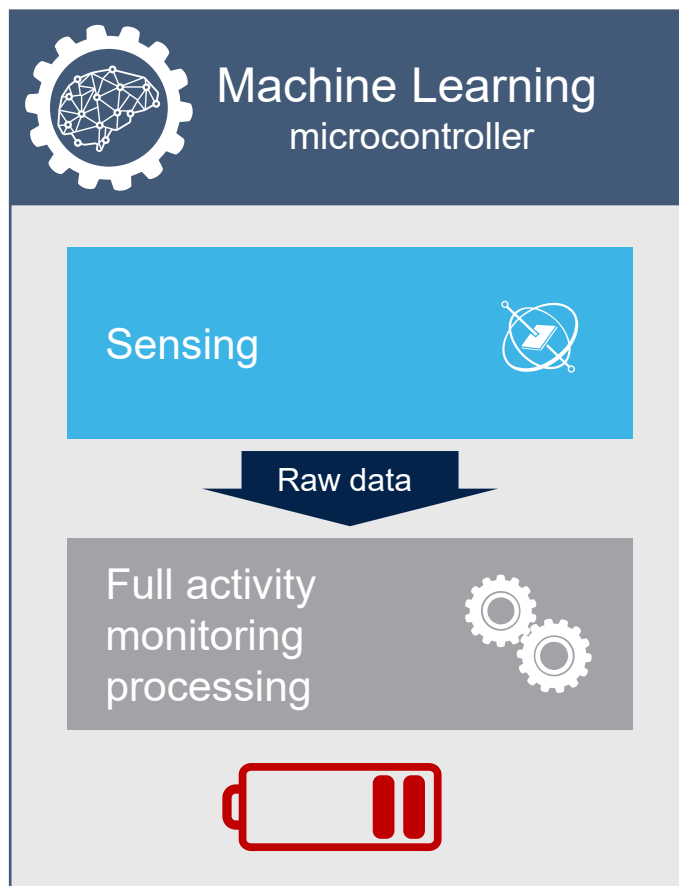 Machine Learning
microcontroller
Sensing
Raw data
Full activity
monitoring
processing